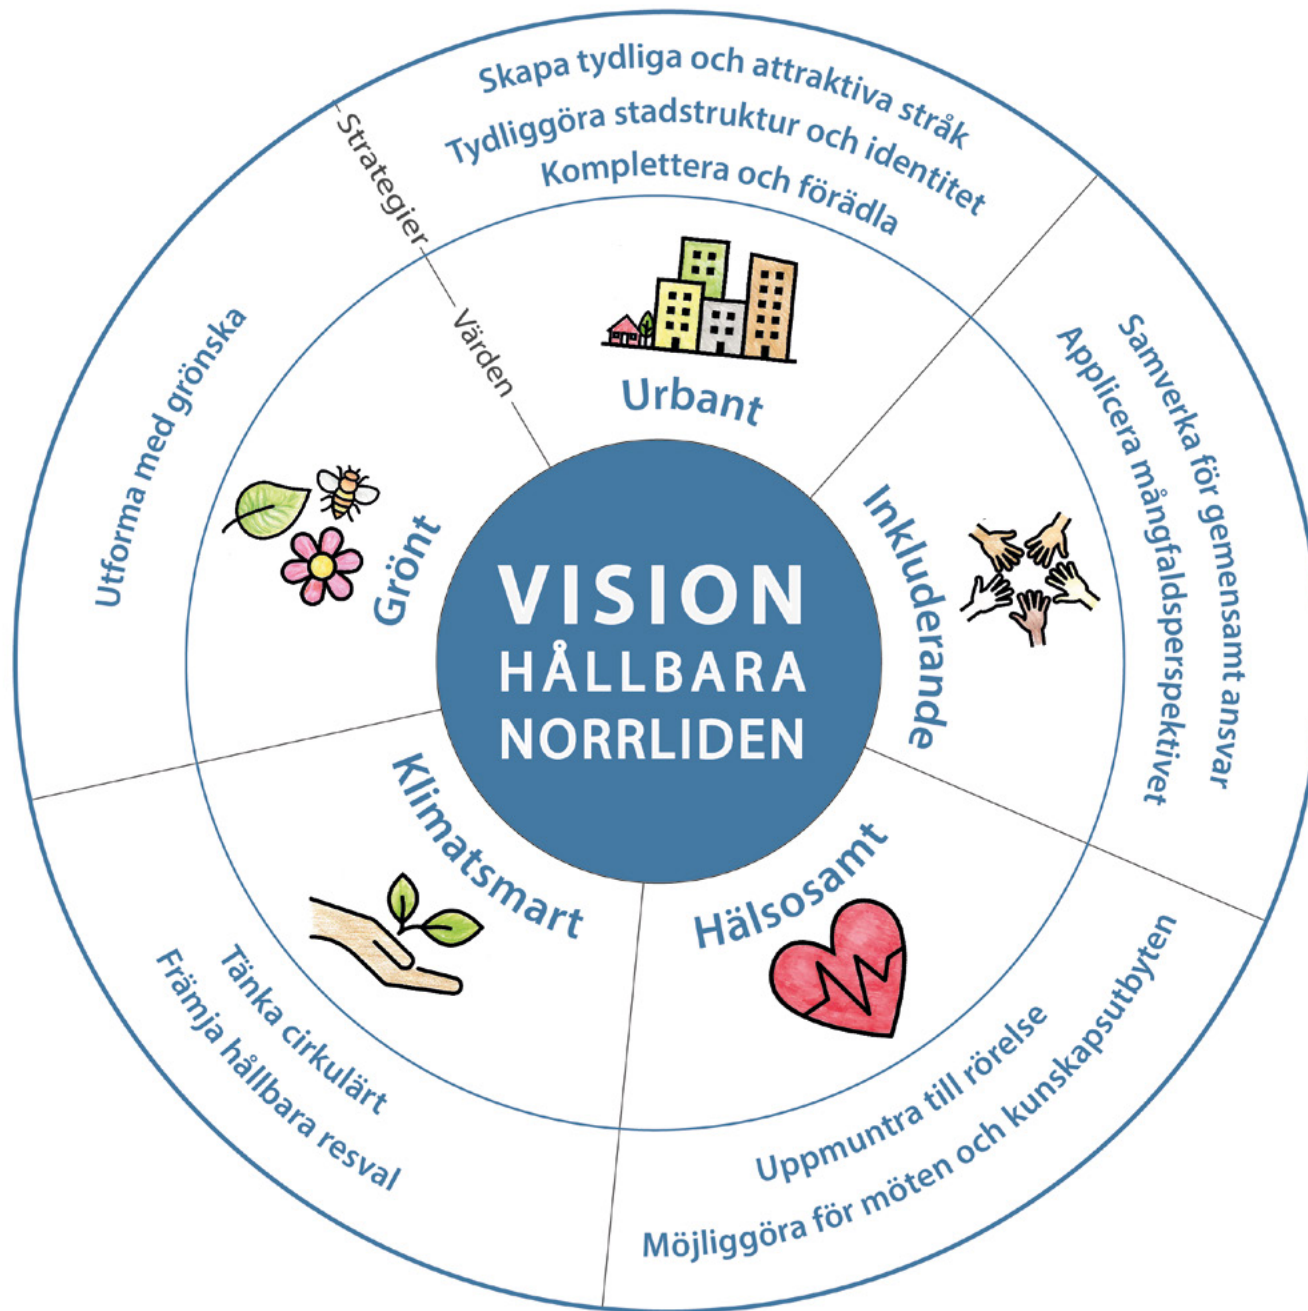 Skapa tydliga och attraktiva stråk
Tydliggöra stadstruktur och identitet
Komplettera och förädla
Strategier
Värden
Urbant
Samverka för gemensamt ansvar
Applicera mångfaldsperspektivet
Inkluderande
Utforma med grönska
Grönt
VISION
HÅLLBARA
NORRLIDEN
Klimatsmart
Tänka cirkulärt
Främja hållbara resval
Hälsosamt
Uppmuntra till rörelse
Möjliggöra för möten och kunskapsutbyten